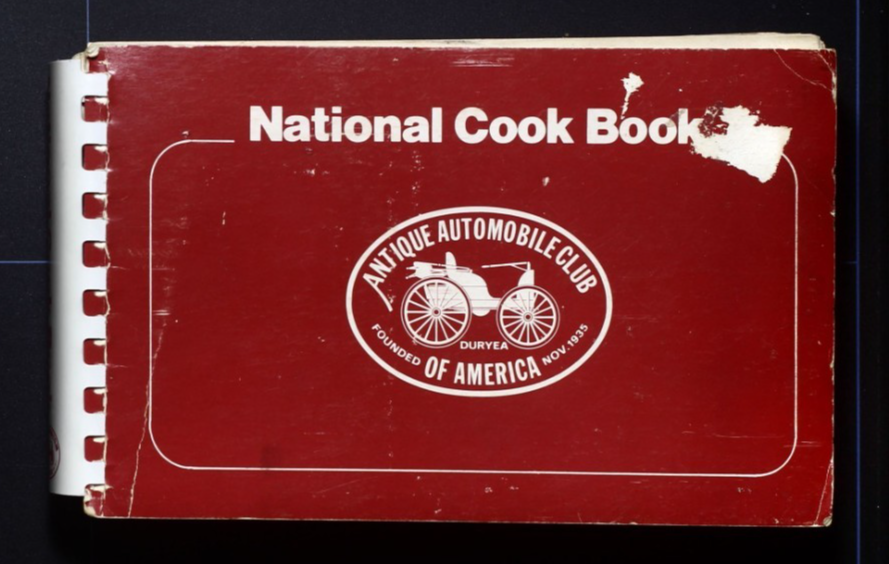 National Cook Book
ANTIQUE AUTOMOBILE CLUB
DURYEA
FOUNDED NOV. 1935
OF AMERICA